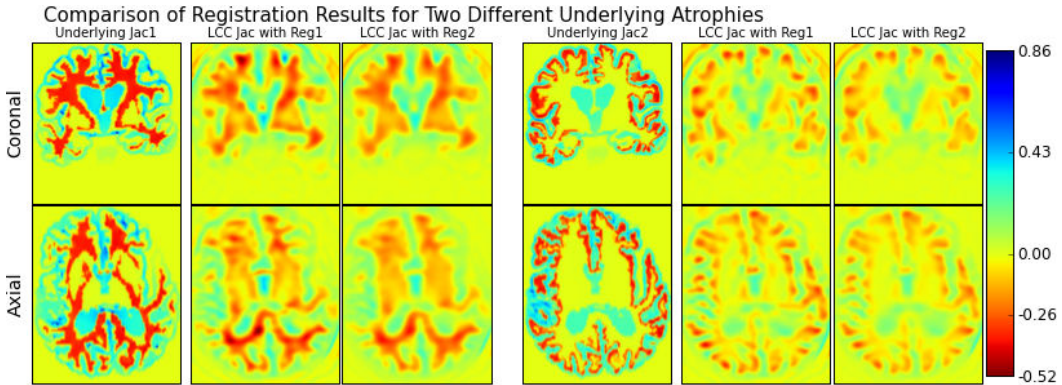 Comparison of Registration Results for Two Different Underlying Atrophies
Underlying Jac1 LCC Jac with Reg1 LCC Jac with Reg2 Underlying Jac2 LCC Jac with Reg1 LCC Jac with Reg2
Coronal
Axial
0.86
0.43
0.00
-0.26
-0.52